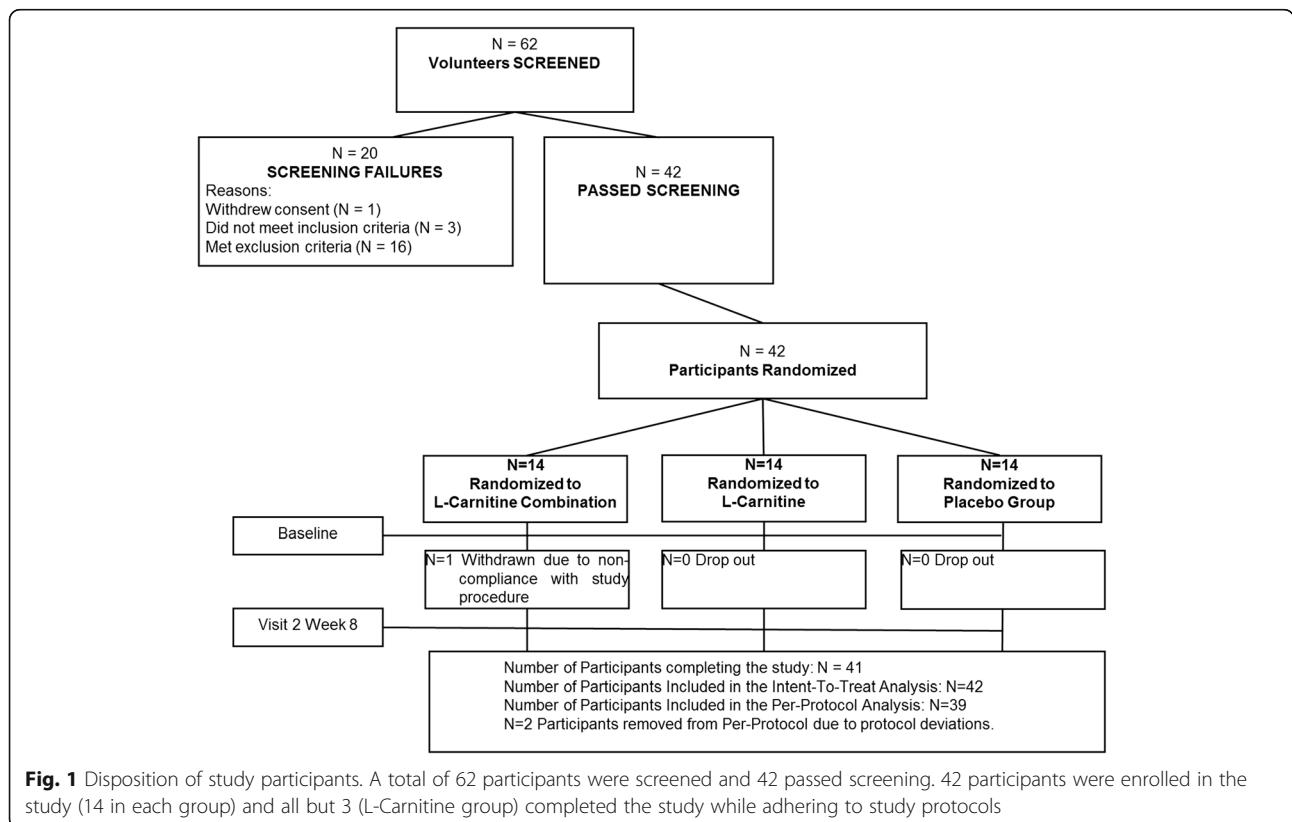 N = 62
Volunteers SCREENED
N = 20
SCREENING FAILURES
Reasons:
Withdrew consent (N = 1)
Did not meet inclusion criteria (N = 3)
Met exclusion criteria (N = 16)
N = 42
PASSED SCREENING
N = 42
Participants Randomized
N=14
Randomized to
L-Carnitine Combination
N=14
Randomized to
L-Carnitine
N=14
Randomized to
Placebo Group
Baseline
N=1 Withdrawn due to non-
compliance with study
procedure
N=0 Drop out
N=0 Drop out
Visit 2 Week 8
Number of Participants completing the study: N = 41
Number of Participants Included in the Intent-To-Treat Analysis: N=42
Number of Participants Included in the Per-Protocol Analysis: N=39
N=2 Participants removed from Per-Protocol due to protocol deviations.
Fig. 1 Disposition of study participants. A total of 62 participants were screened and 42 passed screening. 42 participants were enrolled in the
study (14 in each group) and all but 3 (L-Carnitine group) completed the study while adhering to study protocols